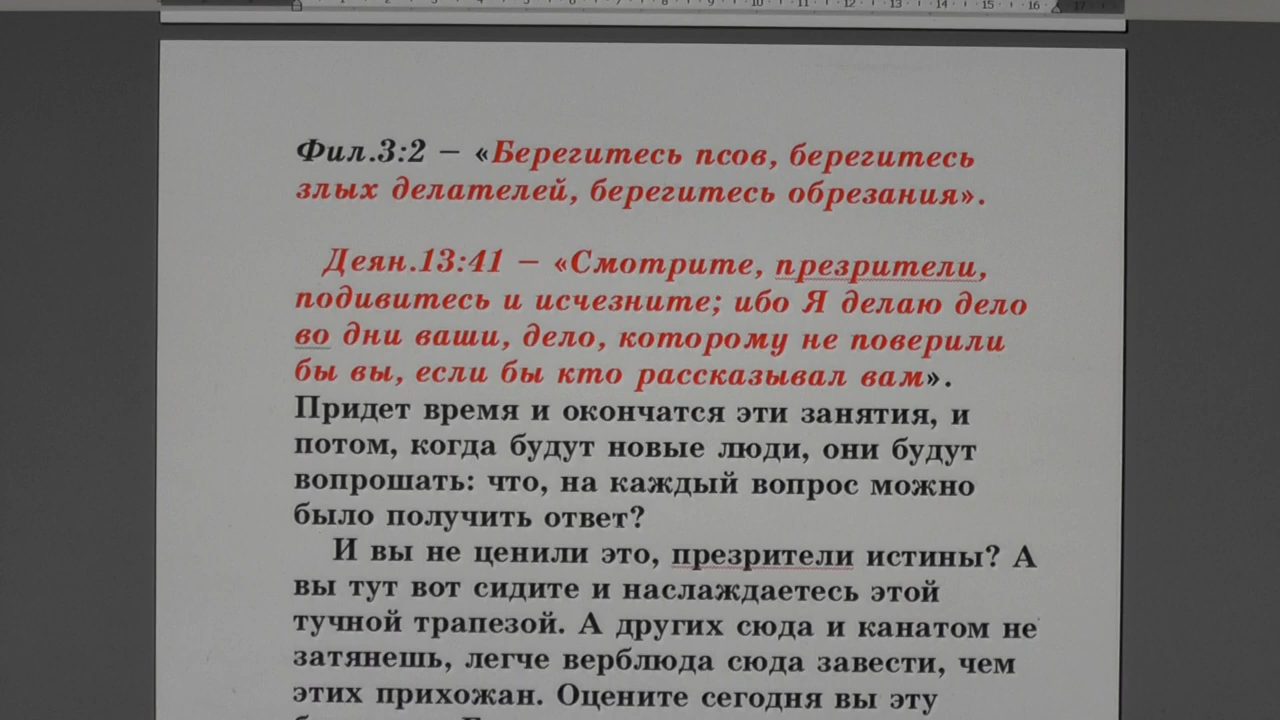 Фил.3:2 – «Берегитесь псов, берегитесь
злых делателей, берегитесь обрезания».
Деян.13:41 – «Смотрите, презрители,
подивитесь и исчезните; ибо Я делаю дело
во дни ваши, дело, которому не поверили
бы вы, если бы кто рассказывал вам».
Придет время и окончатся эти занятия, и
потом, когда будут новые люди, они будут
вопрошать: что, на каждый вопрос можно
было получить ответ?
И вы не ценили это, презрители истины? А
вы тут вот сидите и наслаждаетесь этой
тучной трапезой. А других сюда и канатом не
затянешь, легче верблюда сюда завести, чем
этих прихожан. Оцените сегодня вы эту